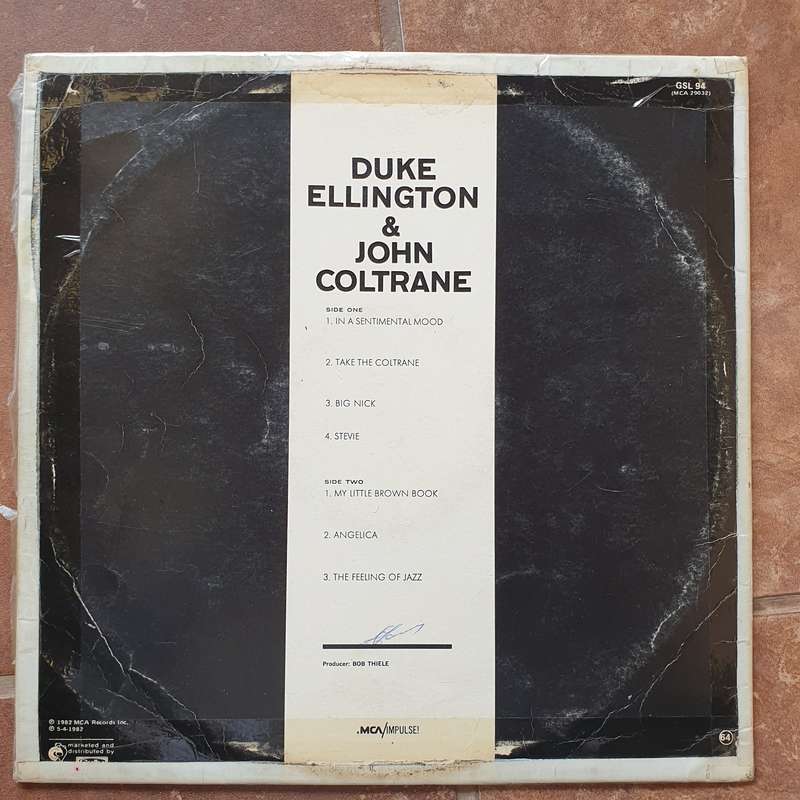 GSL 94
(MCA 29032)
DUKE
ELLINGTON
&
JOHN
COLTRANE
SIDE ONE
1. IN A SENTIMENTAL MOOD
2. TAKE THE COLTRANE
3. BIG NICK
4. STEVIE
SIDE TWO
1. MY LITTLE BROWN BOOK
2. ANGELICA
3. THE FEELING OF JAZZ
Producer: BOB THIELE
.MCA/IMPULSE!
℗ 1982 MCA Records Inc.
℗ 5-4-1982
marketed and
distributed by
64